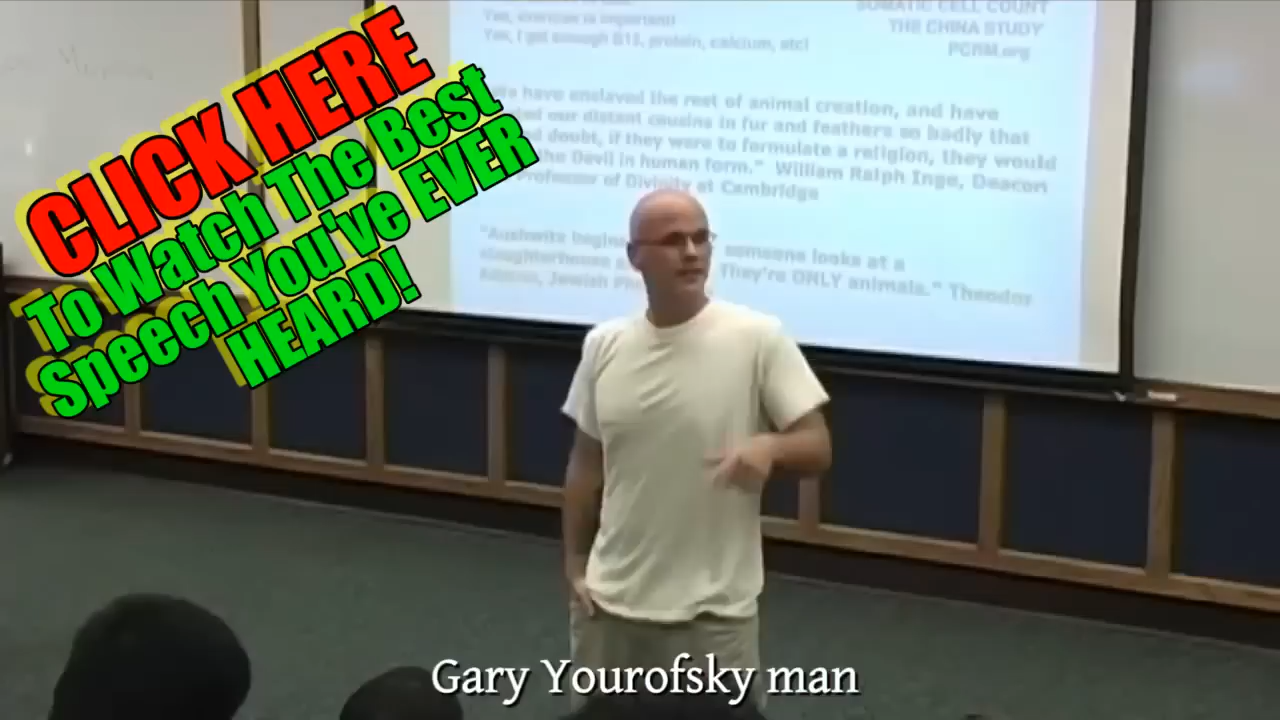 CLICK HERE
To Watch The Best
Speech You've EVER
HEARD!
Yes, exercise is important!
Yes, I get enough B12, protein, calcium, etc!
SOMATIC CELL COUNT
THE CHINA STUDY
PCRM.org
have enslaved the rest of animal creation, and have
our distant cousins in fur and feathers so badly that
doubt, if they were to formulate a religion, they would
the Devil in human form." William Ralph Inge, Deacon
Professor of Divinity at Cambridge
"Auschwitz begins someone looks at a
slaughterhouse They're ONLY animals." Theodor
Adorno, Jewish
Gary Yourofsky man